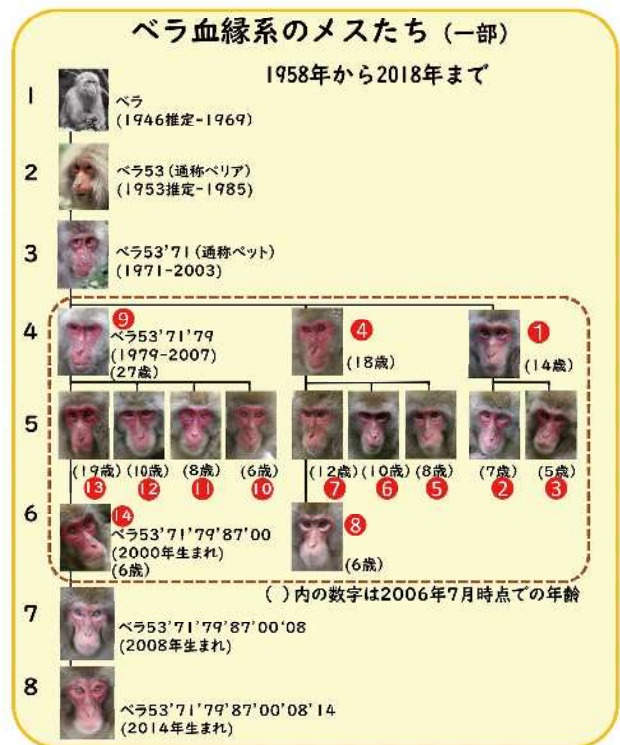 ベラ血縁系のメスたち (一部)
1958年から2018年まで
1
ベラ
(1946推定-1969)
2
ベラ53 (通称ベリア)
(1953推定-1985)
3
ベラ53'71 (通称ペット)
(1971-2003)
4
9
ベラ53'71'79
(1979-2007)
(27歳)
4
(18歳)
1
(14歳)
5
(19歳) (10歳) (8歳) (6歳) (12歳) (10歳) (8歳) (7歳) (5歳)
13 12 11 10 7 6 5 2 3
6
14
ベラ53'71'79'87'00
(2000年生まれ)
(6歳)
8
(6歳)
( )内の数字は2006年7月時点での年齢
7
ベラ53'71'79'87'00'08
(2008年生まれ)
8
ベラ53'71'79'87'00'08'14
(2014年生まれ)